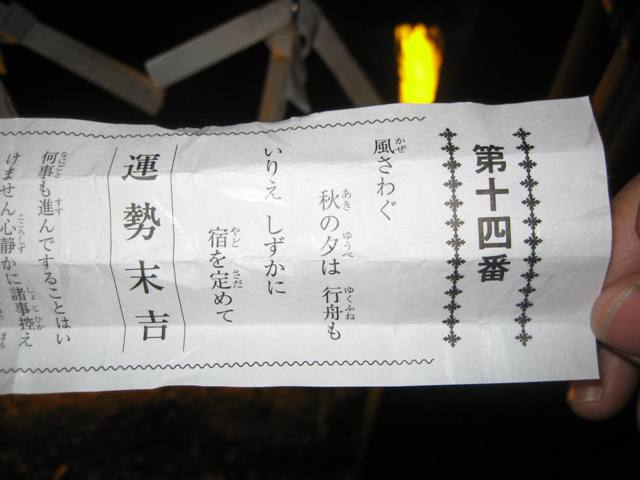 第十四番
風さわぐ
秋の夕は 行舟も
いりえ しずかに
宿を定めて
運勢末吉
何事も進んですることはい
けません心静かに諸事控え